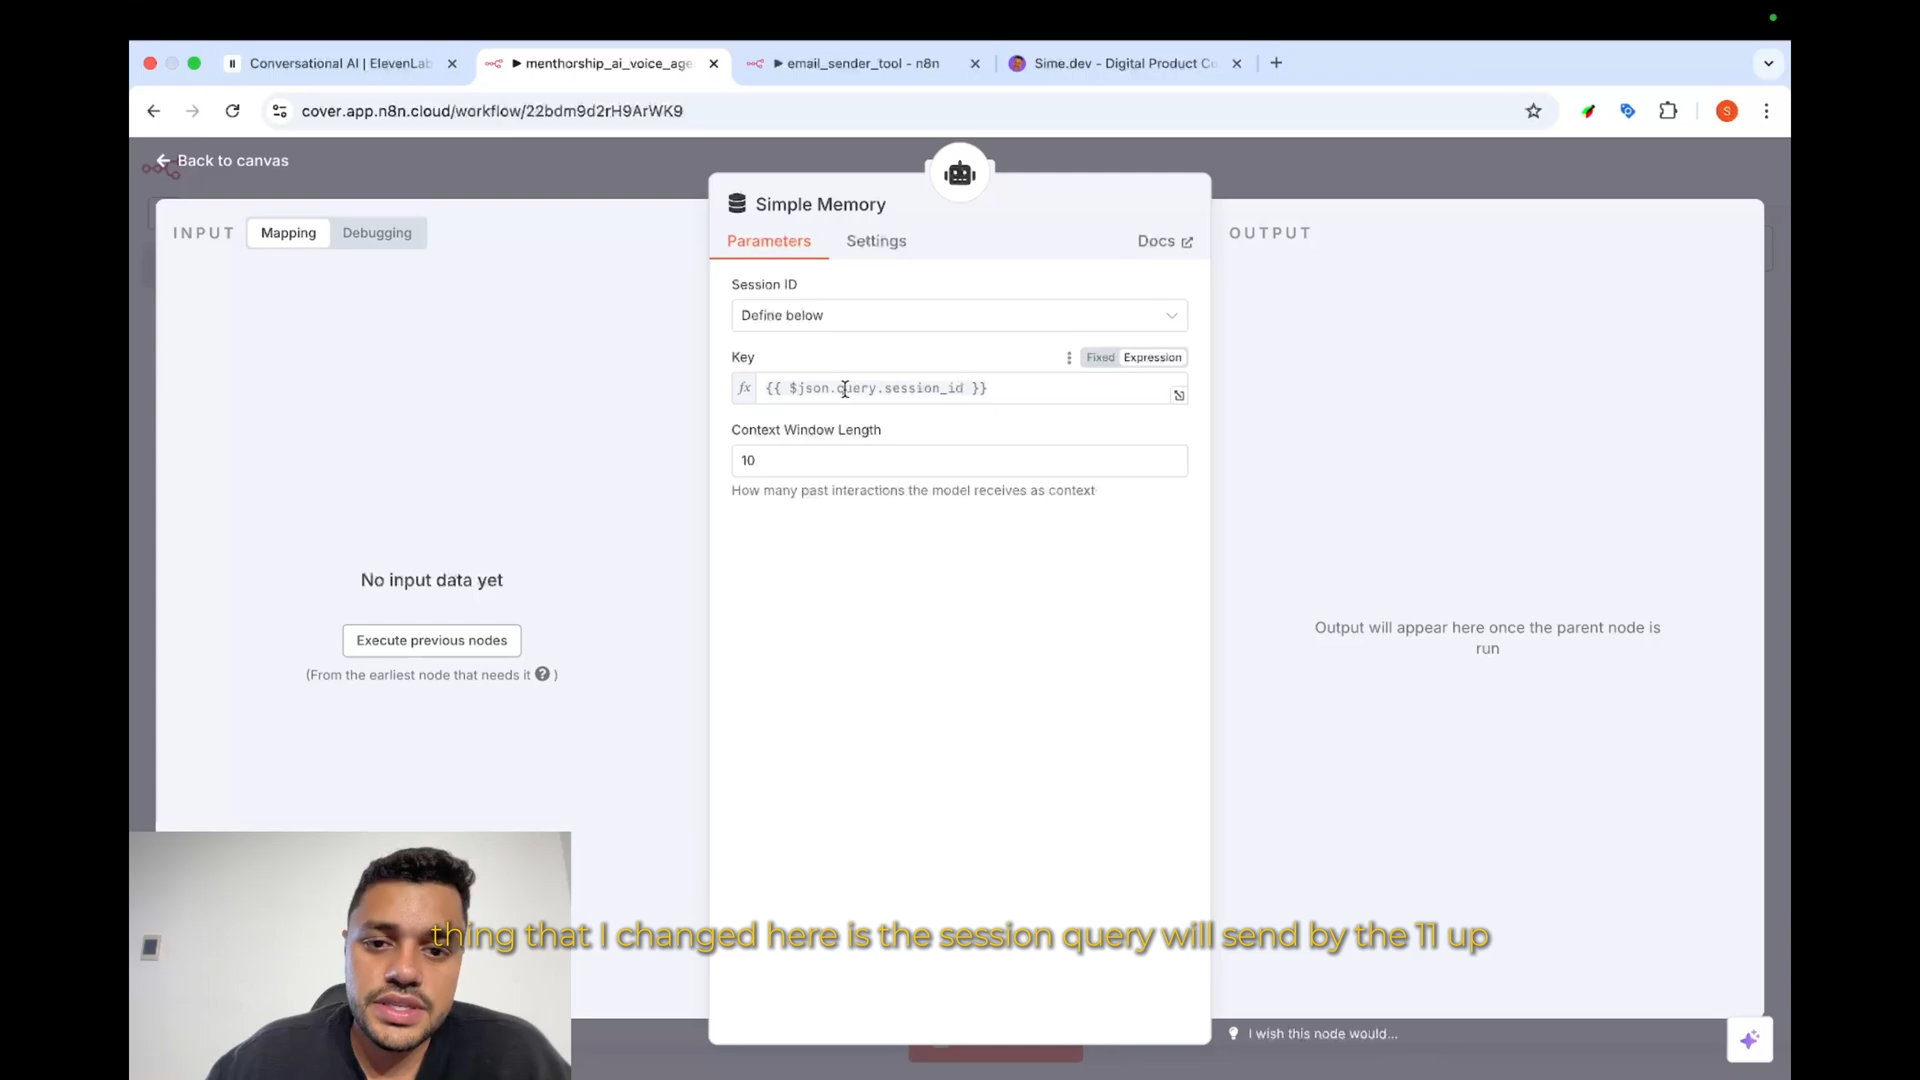 Conversational AI | ElevenLab
menthorship_ai_voice_age
email_sender_tool - n8n
Sime.dev - Digital Product Co
cover.app.n8n.cloud/workflow/22bdm9d2rH9ArWK9
S
Back to canvas
Simple Memory
INPUT
Mapping
Debugging
Parameters
Settings
Docs
OUTPUT
Session ID
Define below
Key
Fixed
Expression
fx
{{ $json.query.session_id }}
Context Window Length
10
How many past interactions the model receives as context
No input data yet
Execute previous nodes
(From the earliest node that needs it ? )
Output will appear here once the parent node is
run
thing that I changed here is the session query will send by the 11 up
I wish this node would...